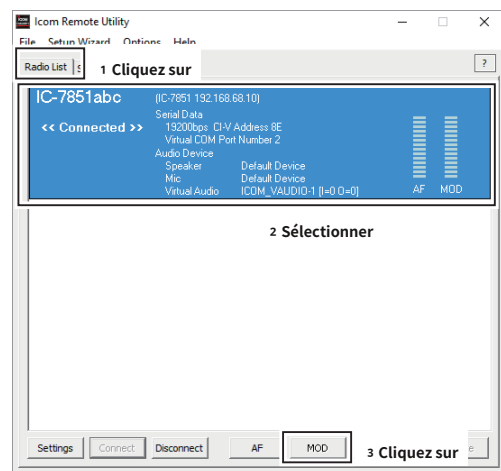 Icom Remote Utility
File Setup Wizard Options Help
Radio List
1 Cliquez sur
?
IC-7851abc (IC-7851 192.168.68.10)
<< Connected >>
Serial Data
19200bps CI-V Address 8E
Virtual COM Port Number 2
Audio Device
Speaker Default Device
Mic Default Device
Virtual Audio ICOM_VAUDIO-1 [I=0 O=0]
AF MOD
2 Sélectionner
Settings Connect Disconnect AF MOD
3 Cliquez sur